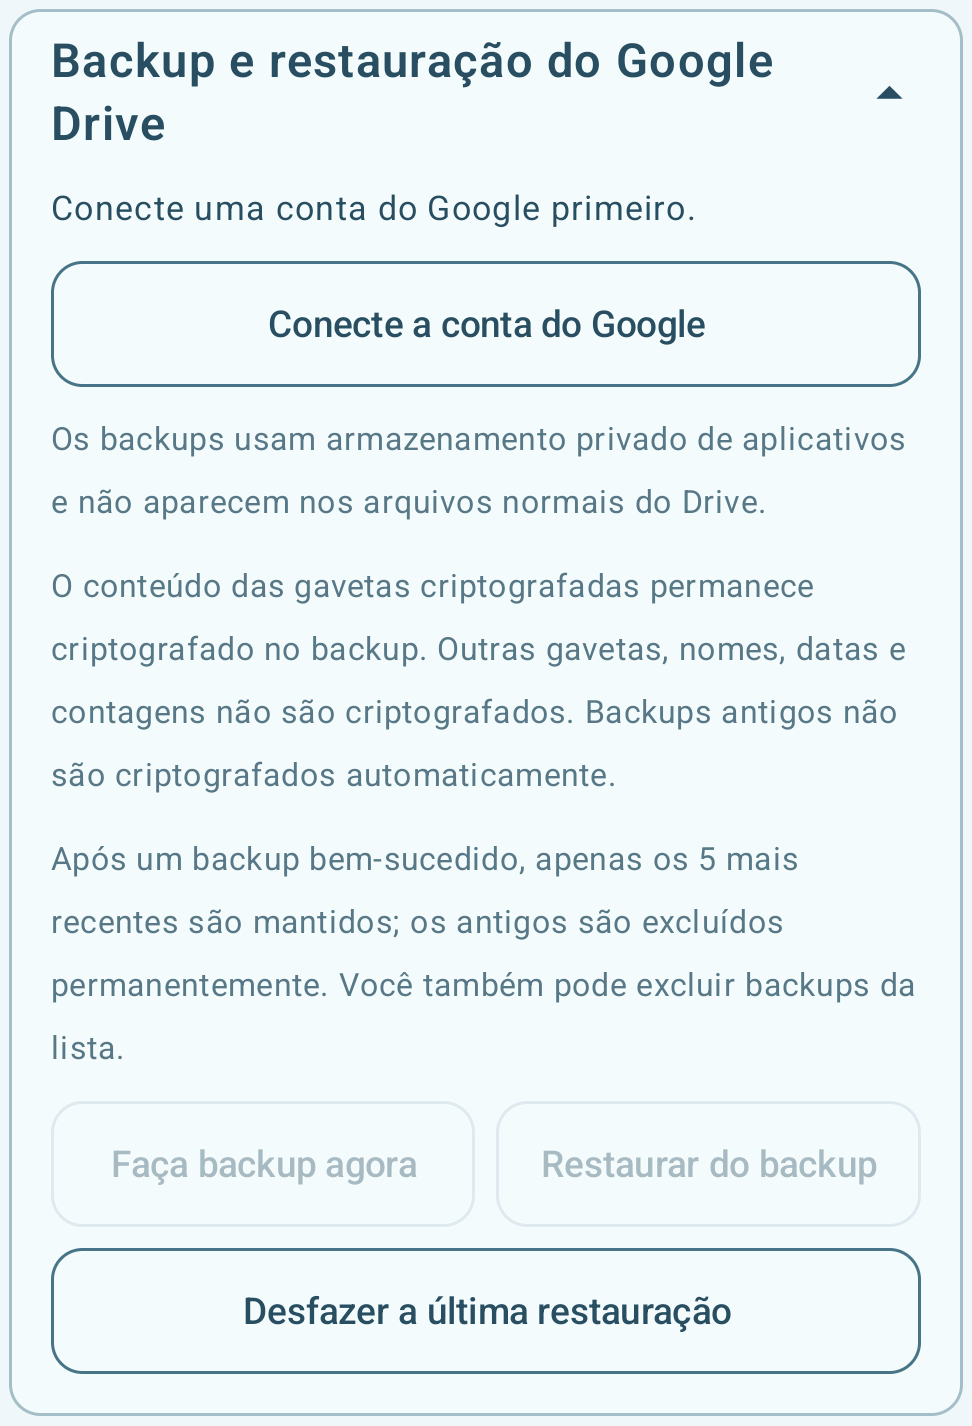 Backup e restauração do Google
Drive
Conecte uma conta do Google primeiro.
Conecte a conta do Google
Os backups usam armazenamento privado de aplicativos
e não aparecem nos arquivos normais do Drive.
O conteúdo das gavetas criptografadas permanece
criptografado no backup. Outras gavetas, nomes, datas e
contagens não são criptografados. Backups antigos não
são criptografados automaticamente.
Após um backup bem-sucedido, apenas os 5 mais
recentes são mantidos; os antigos são excluídos
permanentemente. Você também pode excluir backups da
lista.
Faça backup agora
Restaurar do backup
Desfazer a última restauração